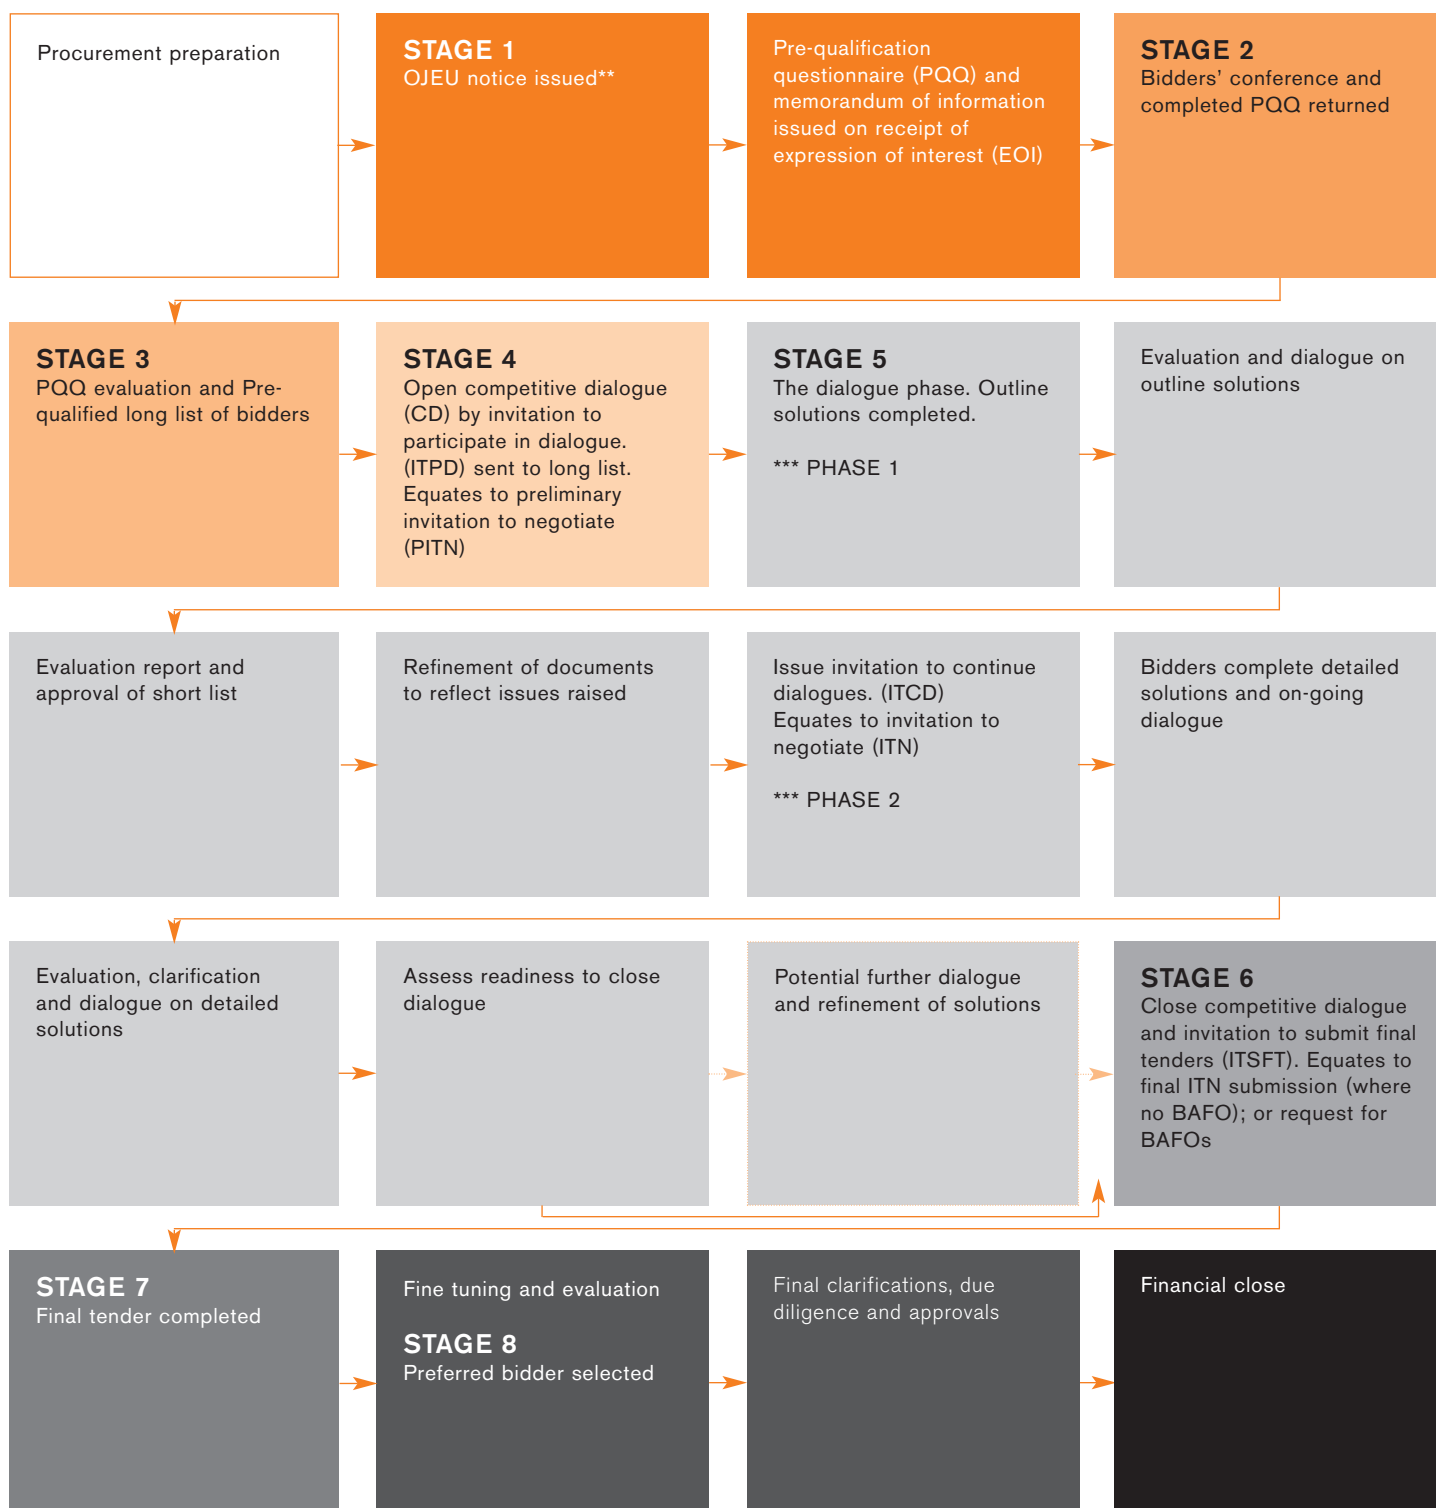 Procurement preparation
STAGE 1
OJEU notice issued**
Pre-qualification
questionnaire (PQQ) and
memorandum of information
issued on receipt of
expression of interest (EOI)
STAGE 2
Bidders’ conference and
completed PQQ returned
STAGE 3
PQQ evaluation and Pre-
qualified long list of bidders
STAGE 4
Open competitive dialogue
(CD) by invitation to
participate in dialogue.
(ITPD) sent to long list.
Equates to preliminary
invitation to negotiate
(PITN)
STAGE 5
The dialogue phase. Outline
solutions completed.
*** PHASE 1
Evaluation and dialogue on
outline solutions
Evaluation report and
approval of short list
Refinement of documents
to reflect issues raised
Issue invitation to continue
dialogues. (ITCD)
Equates to invitation to
negotiate (ITN)
*** PHASE 2
Bidders complete detailed
solutions and on-going
dialogue
Evaluation, clarification
and dialogue on detailed
solutions
Assess readiness to close
dialogue
Potential further dialogue
and refinement of solutions
STAGE 6
Close competitive dialogue
and invitation to submit final
tenders (ITSFT). Equates to
final ITN submission (where
no BAFO); or request for
BAFOs
STAGE 7
Final tender completed
Fine tuning and evaluation
STAGE 8
Preferred bidder selected
Final clarifications, due
diligence and approvals
Financial close